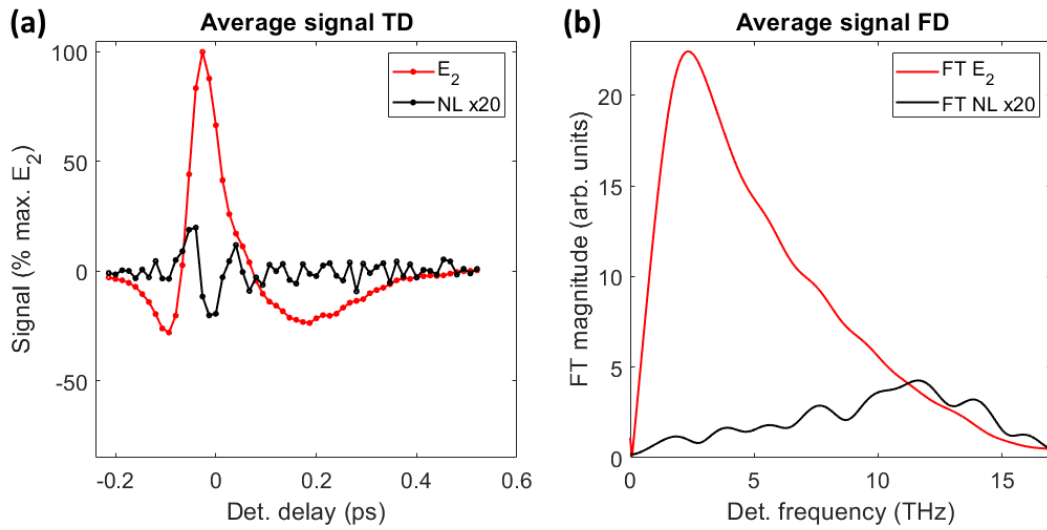 (a)
Average signal TD
Signal (% max. E₂)
100
50
0
-50
E₂
NL x20
-0.2
0
0.2
0.4
0.6
Det. delay (ps)
(b)
Average signal FD
FT magnitude (arb. units)
20
15
10
5
0
FT E₂
FT NL x20
0
5
10
15
Det. frequency (THz)